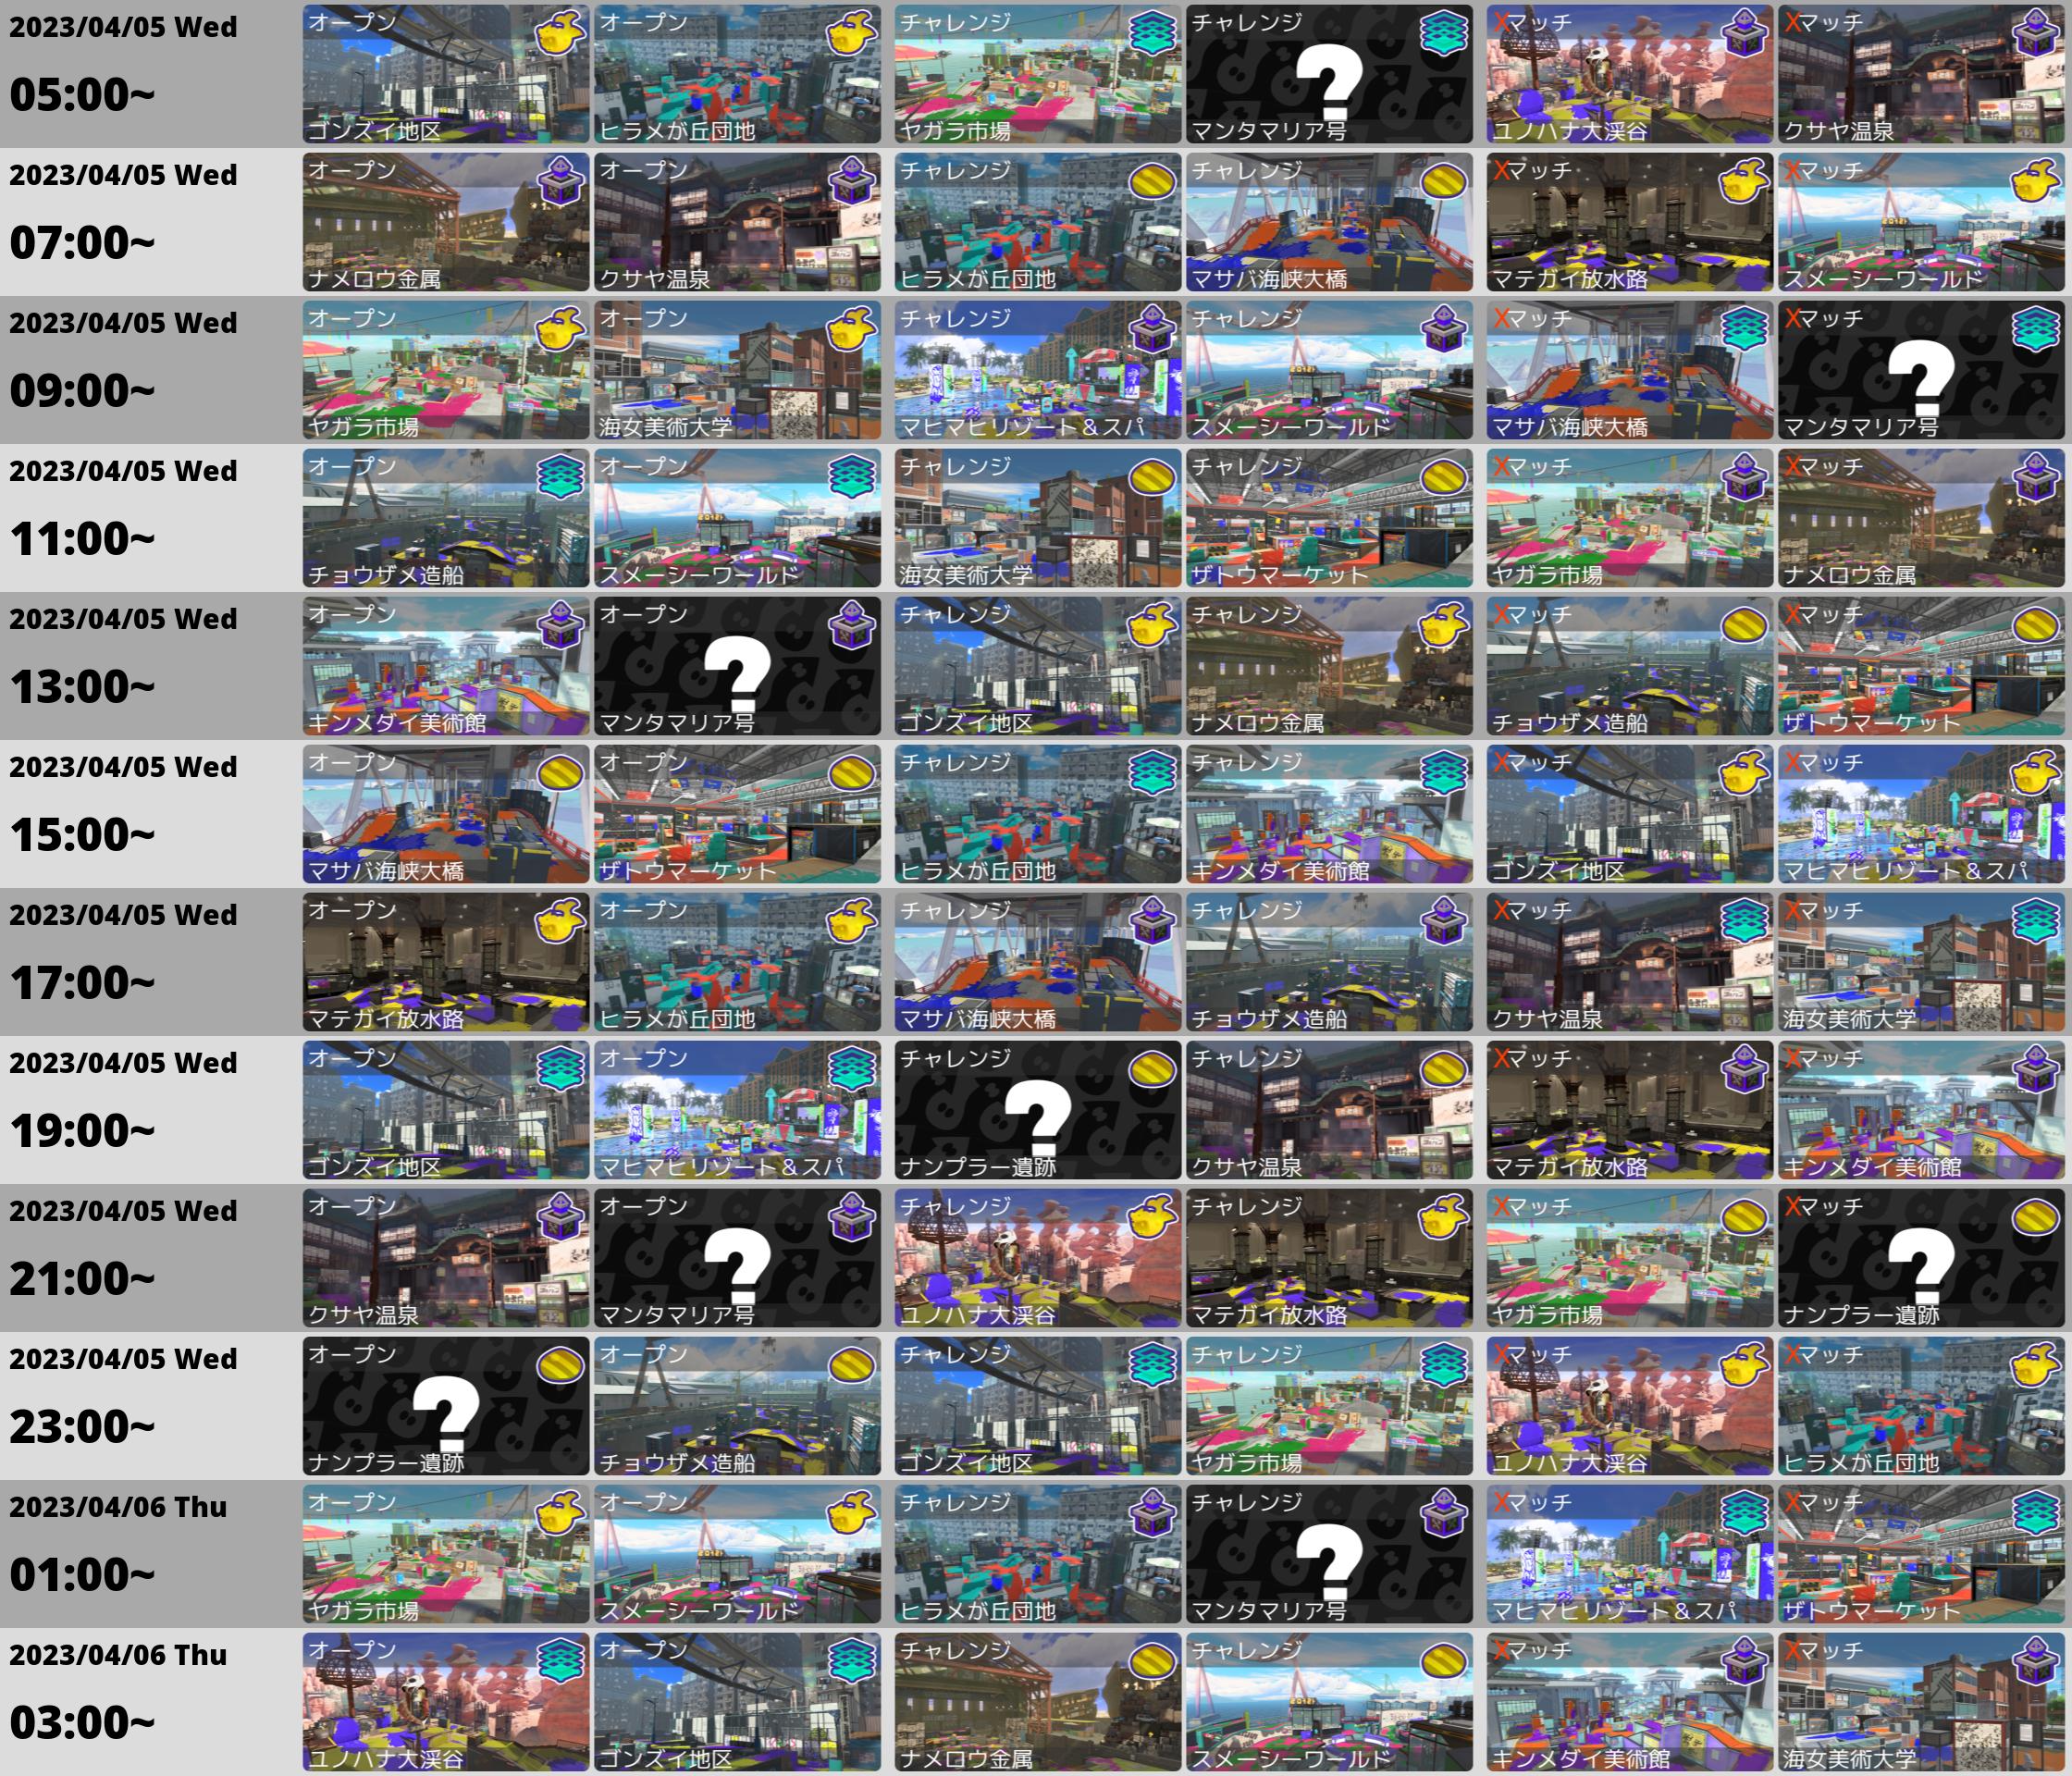 2023/04/05 Wed
05:00~
オープン オープン チャレンジ チャレンジ Xマッチ Xマッチ
ゴンズイ地区 ヒラメが丘団地 ヤガラ市場 マンタマリア号 ユノハナ大渓谷 クサヤ温泉
2023/04/05 Wed
07:00~
オープン オープン チャレンジ チャレンジ Xマッチ Xマッチ
ナメロウ金属 クサヤ温泉 ヒラメが丘団地 マサバ海峡大橋 マテガイ放水路 スメーシーワールド
2023/04/05 Wed
09:00~
オープン オープン チャレンジ チャレンジ Xマッチ Xマッチ
ヤガラ市場 海女美術大学 マヒマヒリゾート&スパ スメーシーワールド マサバ海峡大橋 マンタマリア号
2023/04/05 Wed
11:00~
オープン オープン チャレンジ チャレンジ Xマッチ Xマッチ
チョウザメ造船 スメーシーワールド 海女美術大学 ザトウマーケット ヤガラ市場 ナメロウ金属
2023/04/05 Wed
13:00~
オープン オープン チャレンジ チャレンジ Xマッチ Xマッチ
キンメダイ美術館 マンタマリア号 ゴンズイ地区 ナメロウ金属 チョウザメ造船 ザトウマーケット
2023/04/05 Wed
15:00~
オープン オープン チャレンジ チャレンジ Xマッチ Xマッチ
マサバ海峡大橋 ザトウマーケット ヒラメが丘団地 キンメダイ美術館 ゴンズイ地区 マヒマヒリゾート&スパ
2023/04/05 Wed
17:00~
オープン オープン チャレンジ チャレンジ Xマッチ Xマッチ
マテガイ放水路 ヒラメが丘団地 マサバ海峡大橋 チョウザメ造船 クサヤ温泉 海女美術大学
2023/04/05 Wed
19:00~
オープン オープン チャレンジ チャレンジ Xマッチ Xマッチ
ゴンズイ地区 マヒマヒリゾート&スパ ナンプラー遺跡 クサヤ温泉 マテガイ放水路 キンメダイ美術館
2023/04/05 Wed
21:00~
オープン オープン チャレンジ チャレンジ Xマッチ Xマッチ
クサヤ温泉 マンタマリア号 ユノハナ大渓谷 マテガイ放水路 ヤガラ市場 ナンプラー遺跡
2023/04/05 Wed
23:00~
オープン オープン チャレンジ チャレンジ Xマッチ Xマッチ
ナンプラー遺跡 チョウザメ造船 ゴンズイ地区 ヤガラ市場 ユノハナ大渓谷 ヒラメが丘団地
2023/04/06 Thu
01:00~
オープン オープン チャレンジ チャレンジ Xマッチ Xマッチ
ヤガラ市場 スメーシーワールド ヒラメが丘団地 マンタマリア号 マヒマヒリゾート&スパ ザトウマーケット
2023/04/06 Thu
03:00~
オープン オープン チャレンジ チャレンジ Xマッチ Xマッチ
ユノハナ大渓谷 ゴンズイ地区 ナメロウ金属 スメーシーワールド キンメダイ美術館 海女美術大学